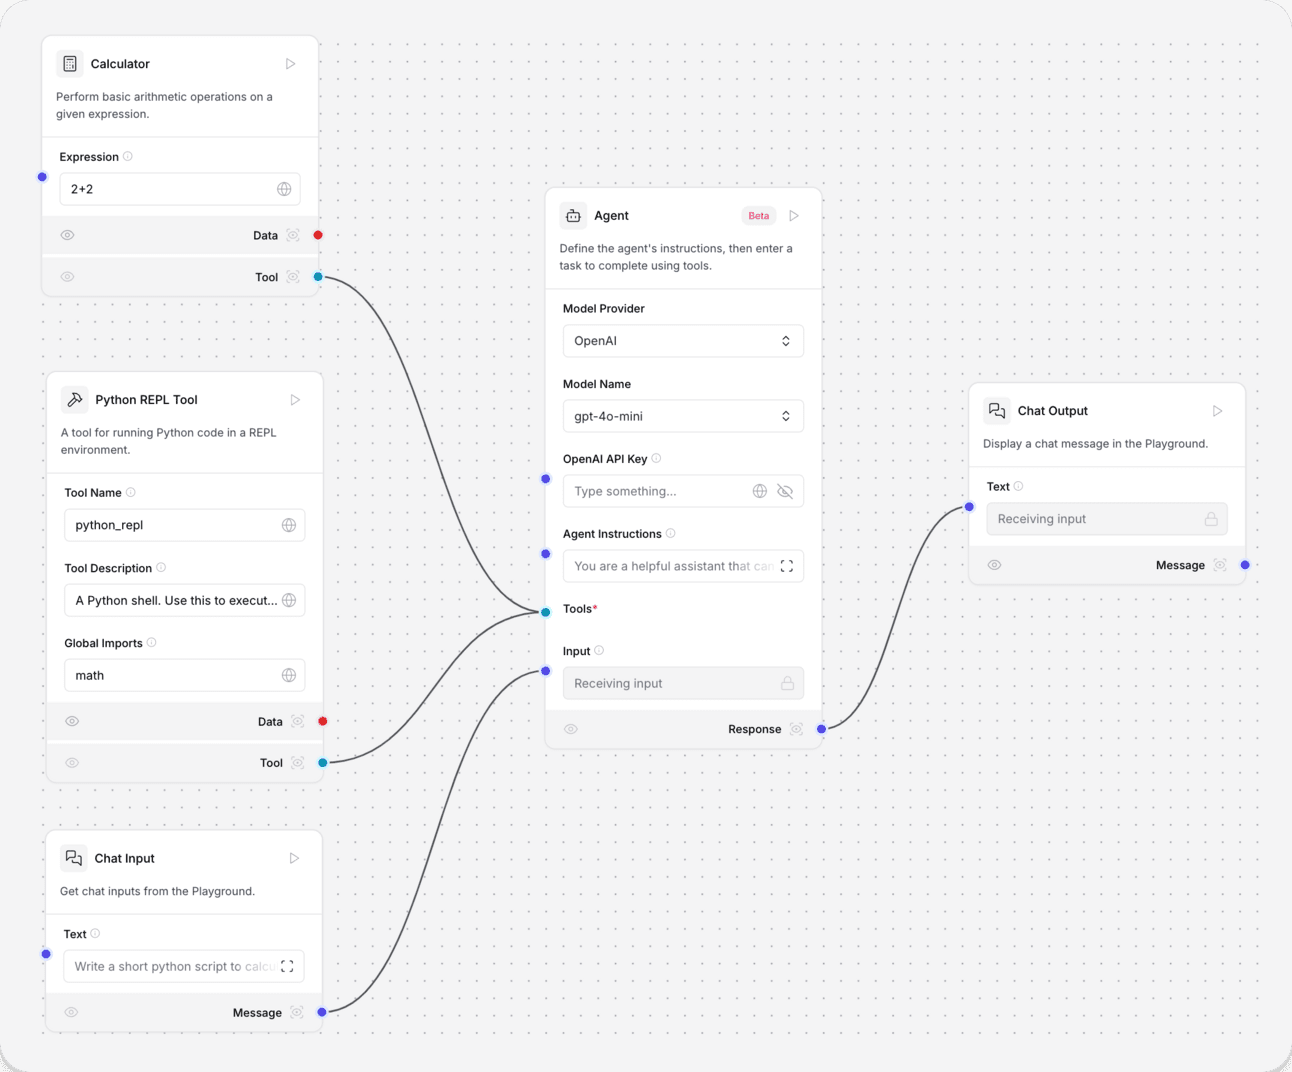 Calculator
Perform basic arithmetic operations on a
given expression.
Expression
2+2
Data
Tool
Python REPL Tool
A tool for running Python code in a REPL
environment.
Tool Name
python_repl
Tool Description
A Python shell. Use this to execut...
Global Imports
math
Data
Tool
Chat Input
Get chat inputs from the Playground.
Text
Write a short python script to calcu
Message
Agent
Beta
Define the agent's instructions, then enter a
task to complete using tools.
Model Provider
OpenAI
Model Name
gpt-4o-mini
OpenAI API Key
Type something...
Agent Instructions
You are a helpful assistant that can
Tools*
Input
Receiving input
Response
Chat Output
Display a chat message in the Playground.
Text
Receiving input
Message